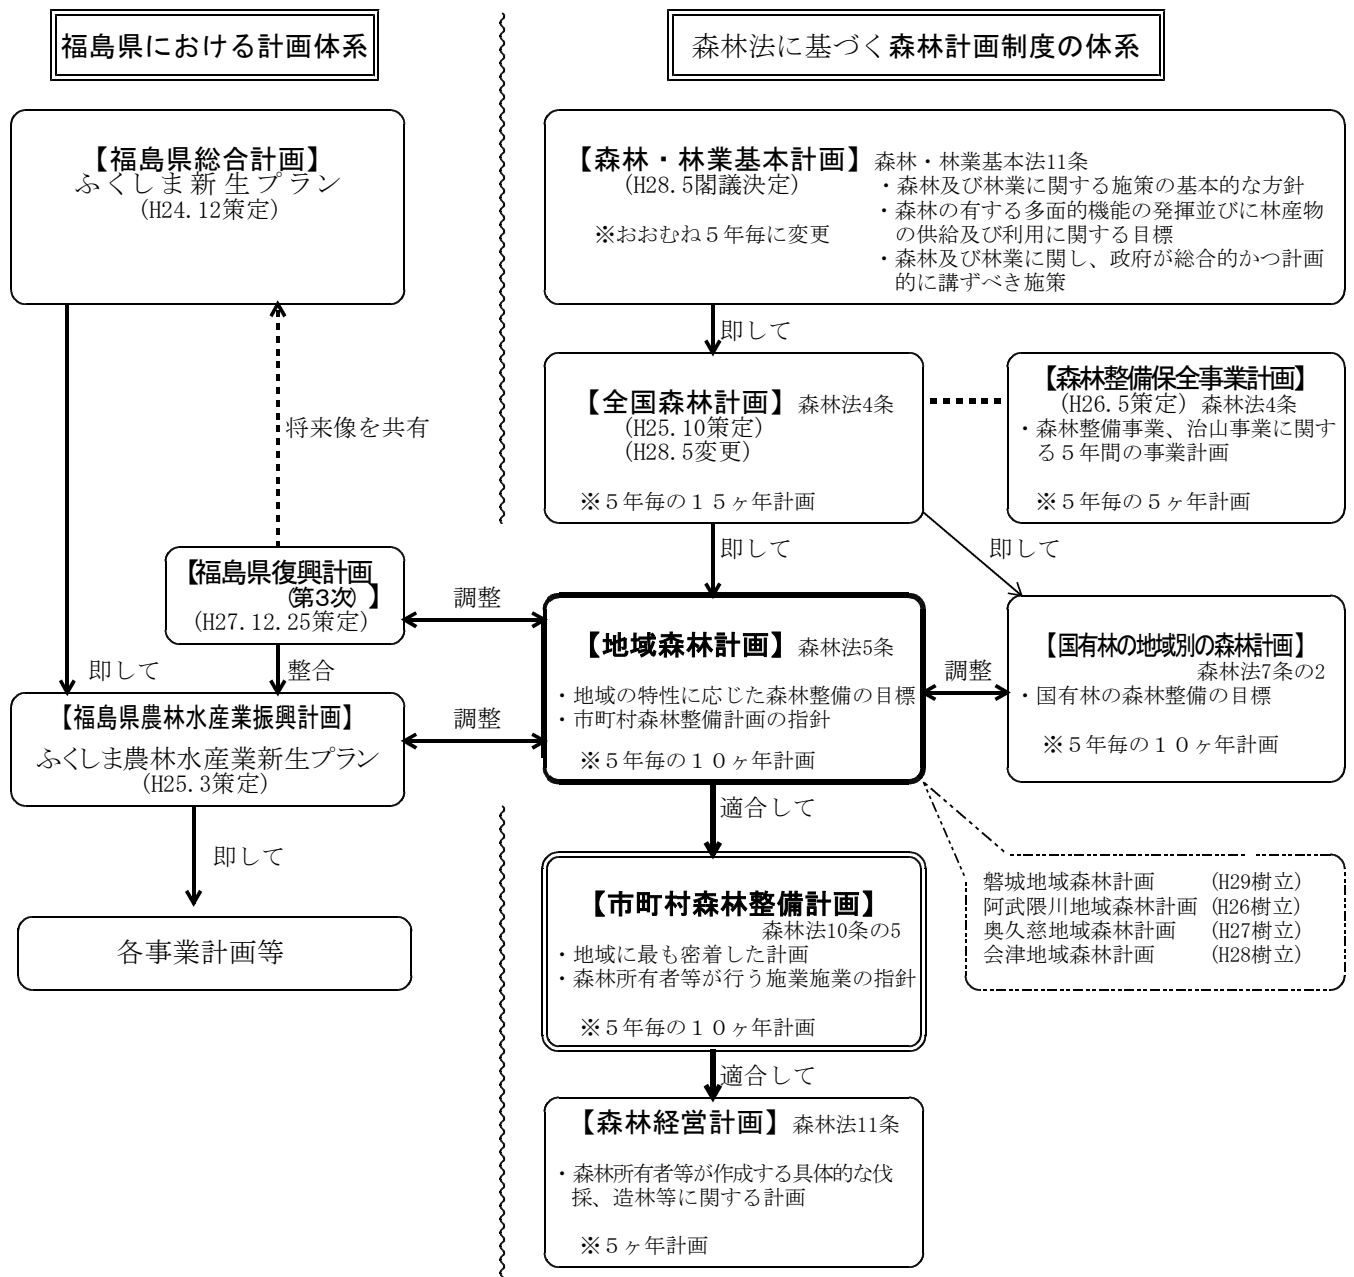 福島県における計画体系
【福島県総合計画】
ふくしま新生プラン
(H24.12策定)
将来像を共有
【福島県復興計画
(第3次)】
(H27.12.25策定)
即して
整合
【福島県農林水産業振興計画】
ふくしま農林水産業新生プラン
(H25.3策定)
即して
各事業計画等
調整
調整
森林法に基づく森林計画制度の体系
【森林・林業基本計画】 森林・林業基本法11条
(H28.5閣議決定)
※おおむね５年毎に変更
・森林及び林業に関する施策の基本的な方針
・森林の有する多面的機能の発揮並びに林産物
の供給及び利用に関する目標
・森林及び林業に関し、政府が総合的かつ計画
的に講ずべき施策
即して
【全国森林計画】 森林法4条
(H25.10策定)
(H28.5変更)
※５年毎の１５ヶ年計画
【森林整備保全事業計画】
(H26.5策定) 森林法4条
・森林整備事業、治山事業に関す
る５年間の事業計画
※５年毎の５ヶ年計画
即して
即して
【地域森林計画】 森林法5条
・地域の特性に応じた森林整備の目標
・市町村森林整備計画の指針
※５年毎の１０ヶ年計画
調整
【国有林の地域別の森林計画】
森林法7条の2
・国有林の森林整備の目標
※５年毎の１０ヶ年計画
適合して
磐城地域森林計画 (H29樹立)
阿武隈川地域森林計画 (H26樹立)
奥久慈地域森林計画 (H27樹立)
会津地域森林計画 (H28樹立)
【市町村森林整備計画】
森林法10条の5
・地域に最も密着した計画
・森林所有者等が行う施業施業の指針
※５年毎の１０ヶ年計画
適合して
【森林経営計画】 森林法11条
・森林所有者等が作成する具体的な伐
採、造林等に関する計画
※５ヶ年計画